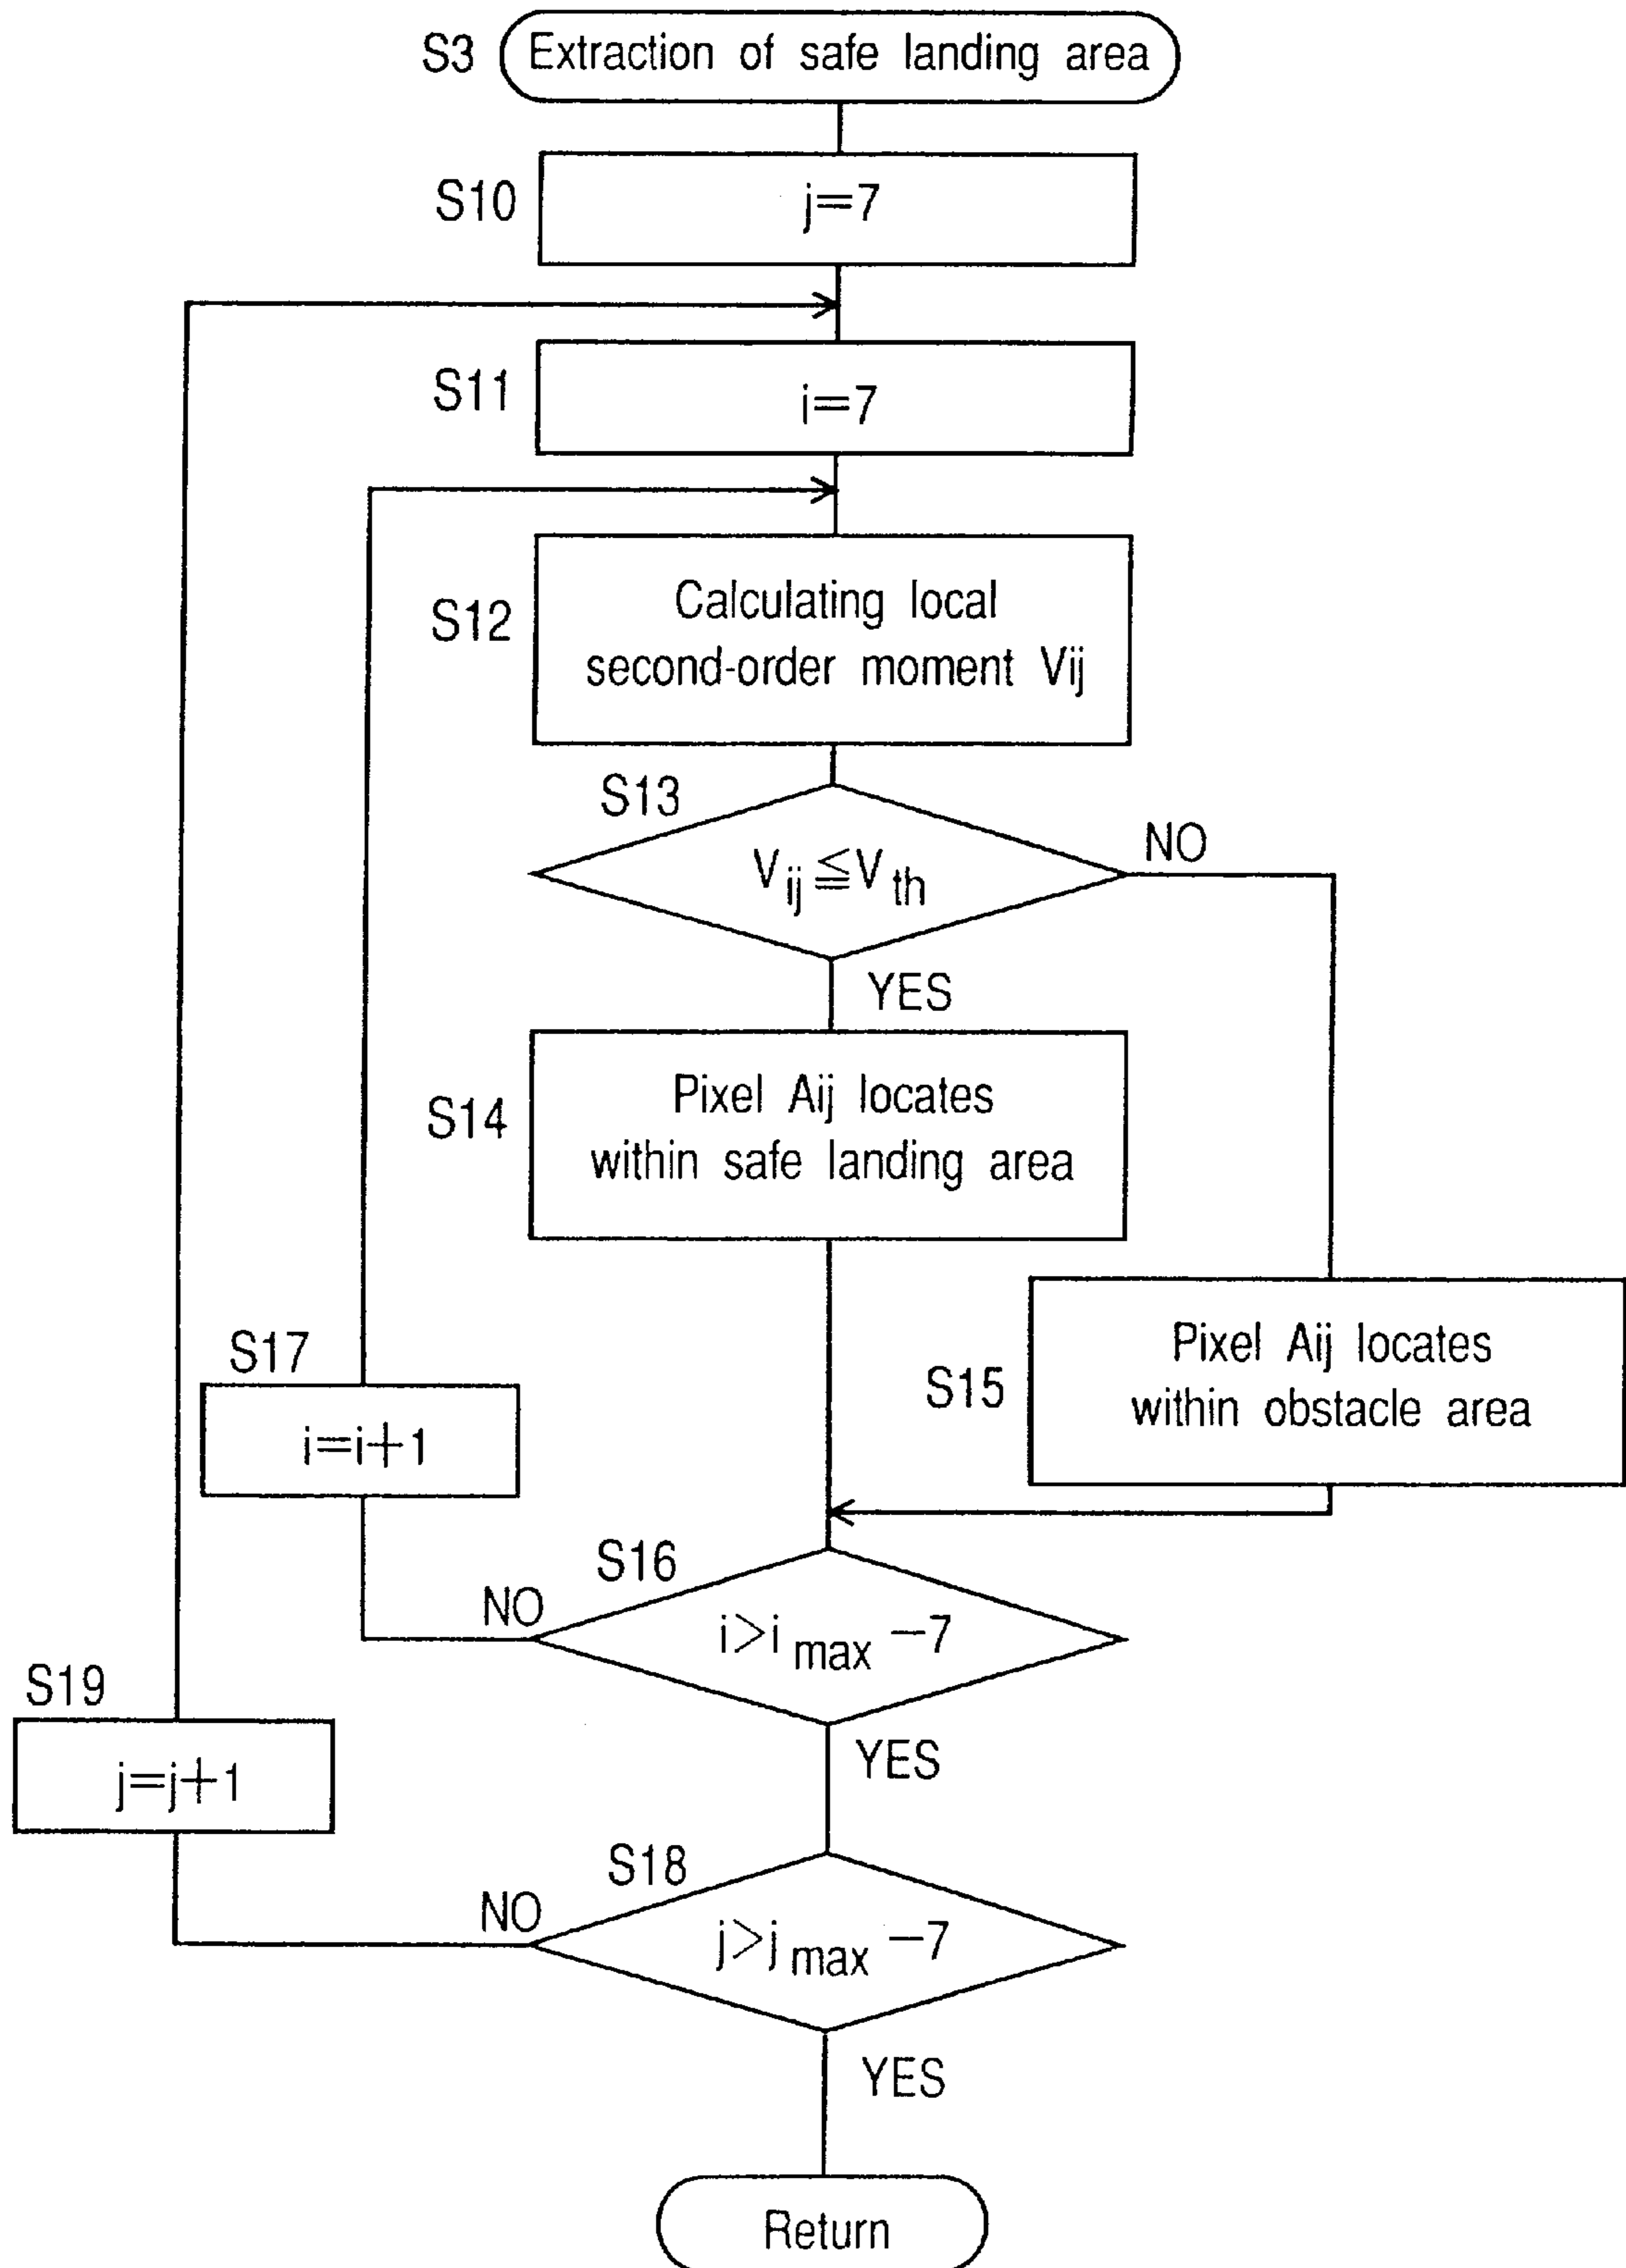 S3 Extraction of safe landing area
S10 j=7
S11 i=7
S12 Calculating local
second-order moment Vij
S13
Vij≦Vth
NO
YES
S14 Pixel Aij locates
within safe landing area
S15 Pixel Aij locates
within obstacle area
S17
i=i+1
S16
NO
i>imax−7
YES
S19
j=j+1
S18
NO
j>jmax−7
YES
Return